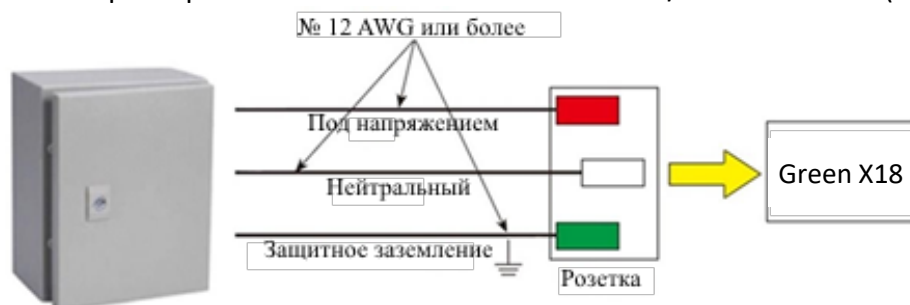 № 12 AWG или более
Под напряжением
Нейтральный
Green X18
Защитное заземление
Розетка